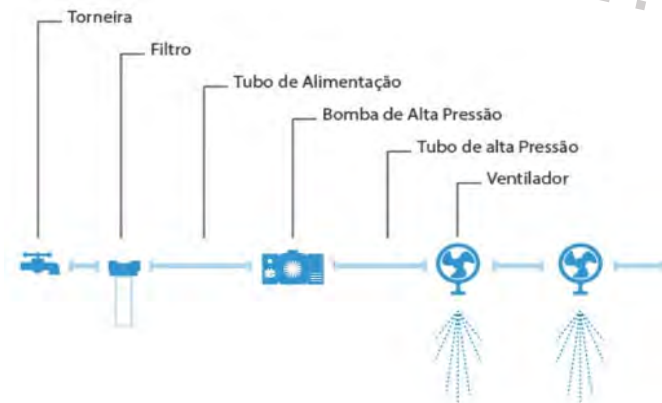 Torneira
Filtro
Tubo de Alimentação
Bomba de Alta Pressão
Tubo de alta Pressão
Ventilador